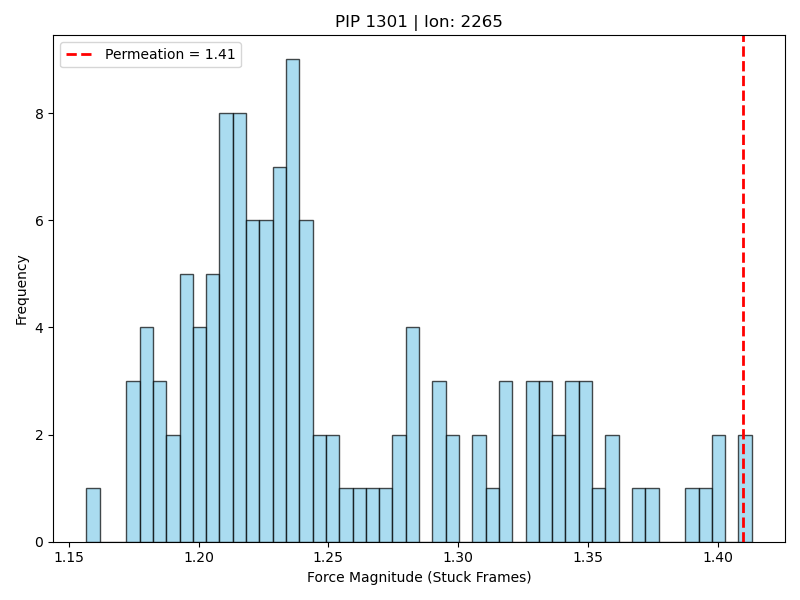 PIP 1301 | Ion: 2265
Permeation = 1.41
Frequency
8
6
4
2
0
1.15 1.20 1.25 1.30 1.35 1.40
Force Magnitude (Stuck Frames)